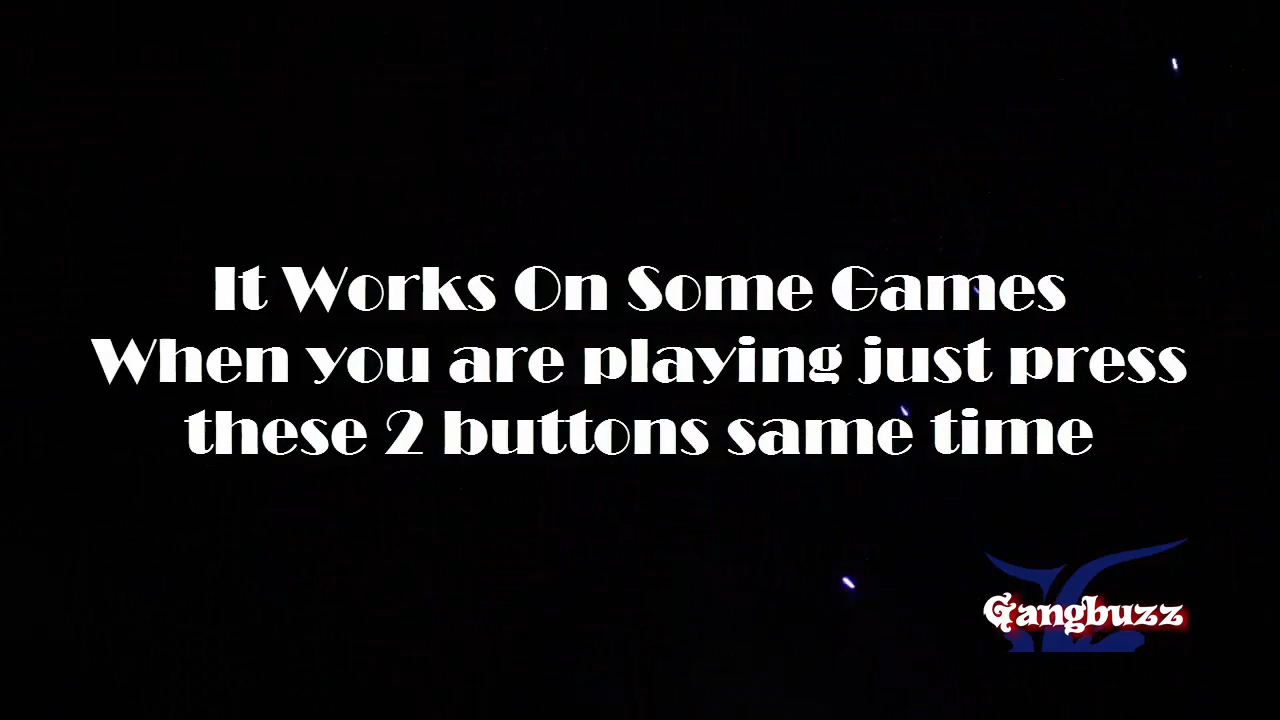 It Works On Some Games
When you are playing just press
these 2 buttons same time
Gangbuzz